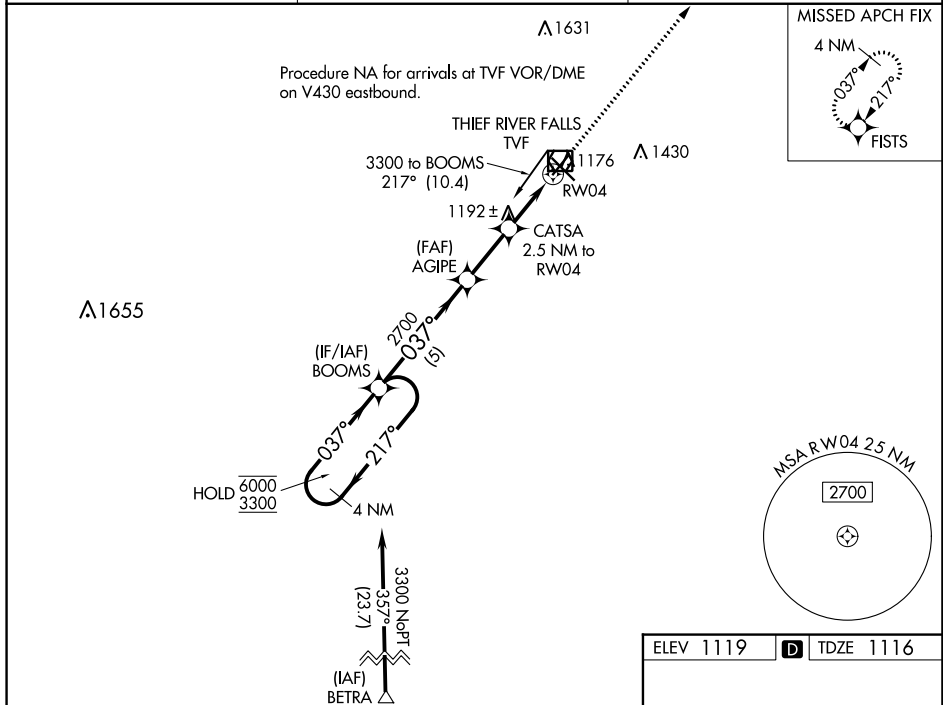 1631
MISSED APCH FIX
4 NM
037°
217°
FISTS
Procedure NA for arrivals at TVF VOR/DME
on V430 eastbound.
THIEF RIVER FALLS
TVF
3300 to BOOMS
217° (10.4)
1176
1430
RW04
1192±
CATSA
2.5 NM to
RW04
(FAF)
AGIPE
1655
2700
037°
(5)
(IF/IAF)
BOOMS
037°
217°
HOLD 6000
3300
4 NM
MSA RW04 25 NM
2700
3300 NoPT
357°
(23.7)
(IAF)
BETRA
ELEV 1119 D TDZE 1116